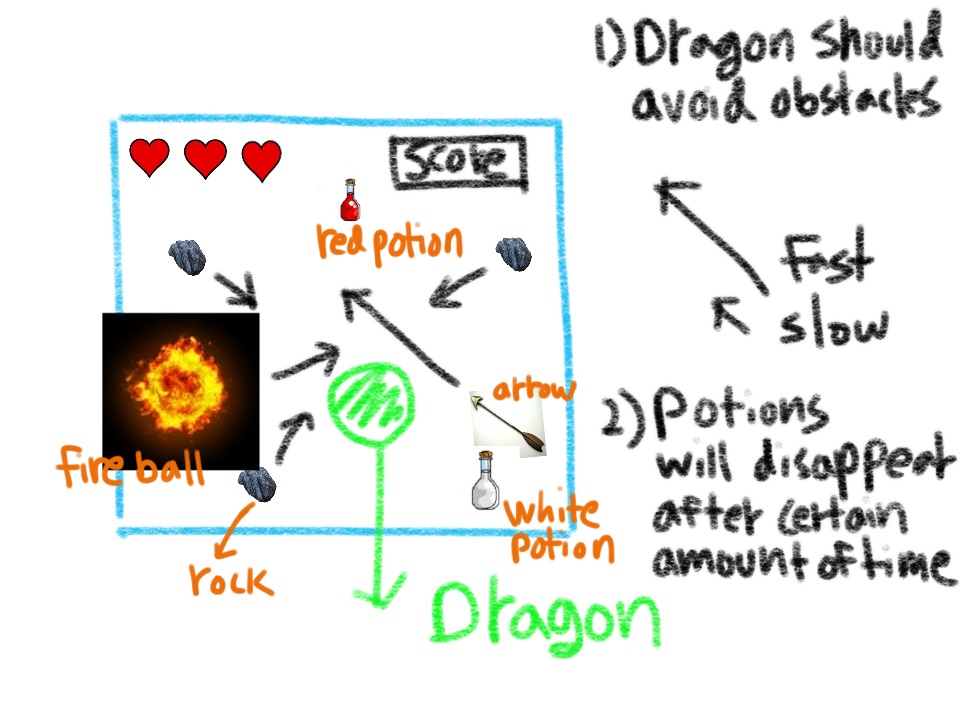 1) Dragon should
avoid obstacles
Score
red potion
Fast
slow
arrow
2) Potions
will disappear
after certain
amount of time
fire ball
white
potion
rock
Dragon